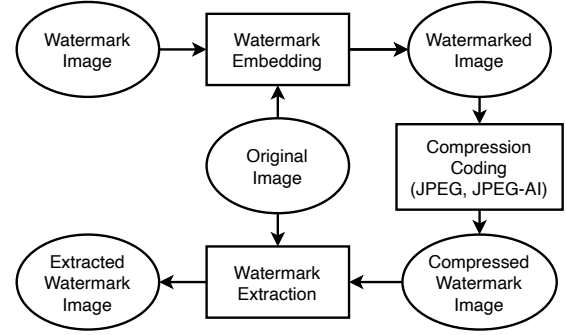 Watermark
Image
Watermark
Embedding
Watermarked
Image
Original
Image
Compression
Coding
(JPEG, JPEG-AI)
Extracted
Watermark
Image
Watermark
Extraction
Compressed
Watermark
Image